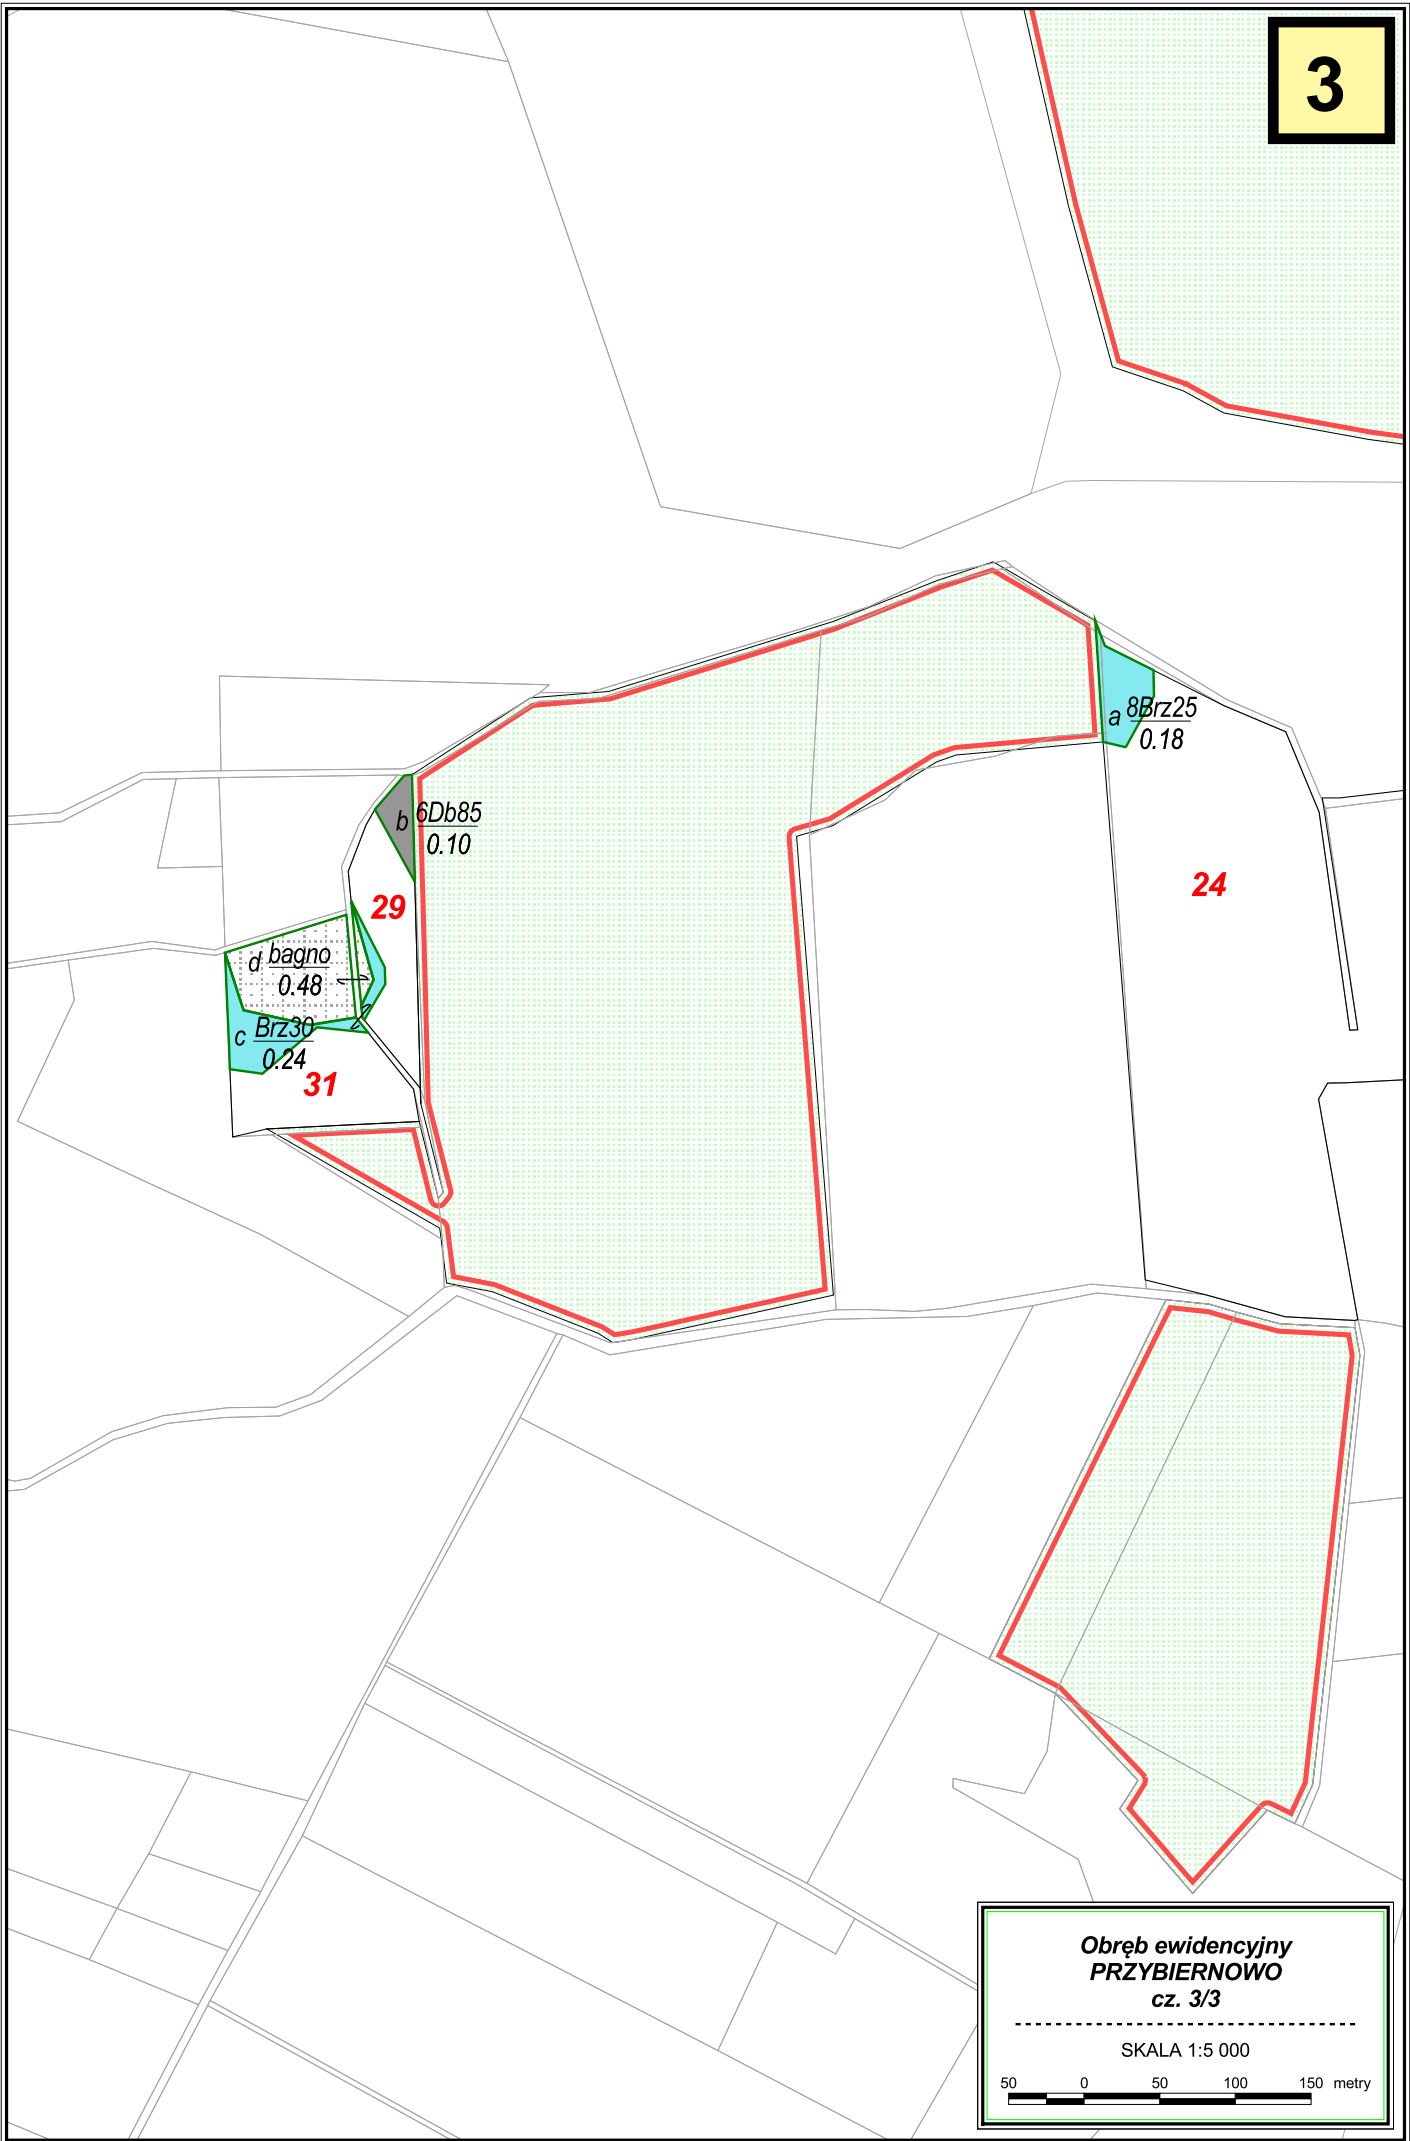 3
a 8Brz25
0.18
b 6Db85
0.10
24
29
d bagno
0.48
c Brz30
0.24
31
Obręb ewidencyjny
PRZYBIERNOWO
cz. 3/3
SKALA 1:5 000
50 0 50 100 150 metry